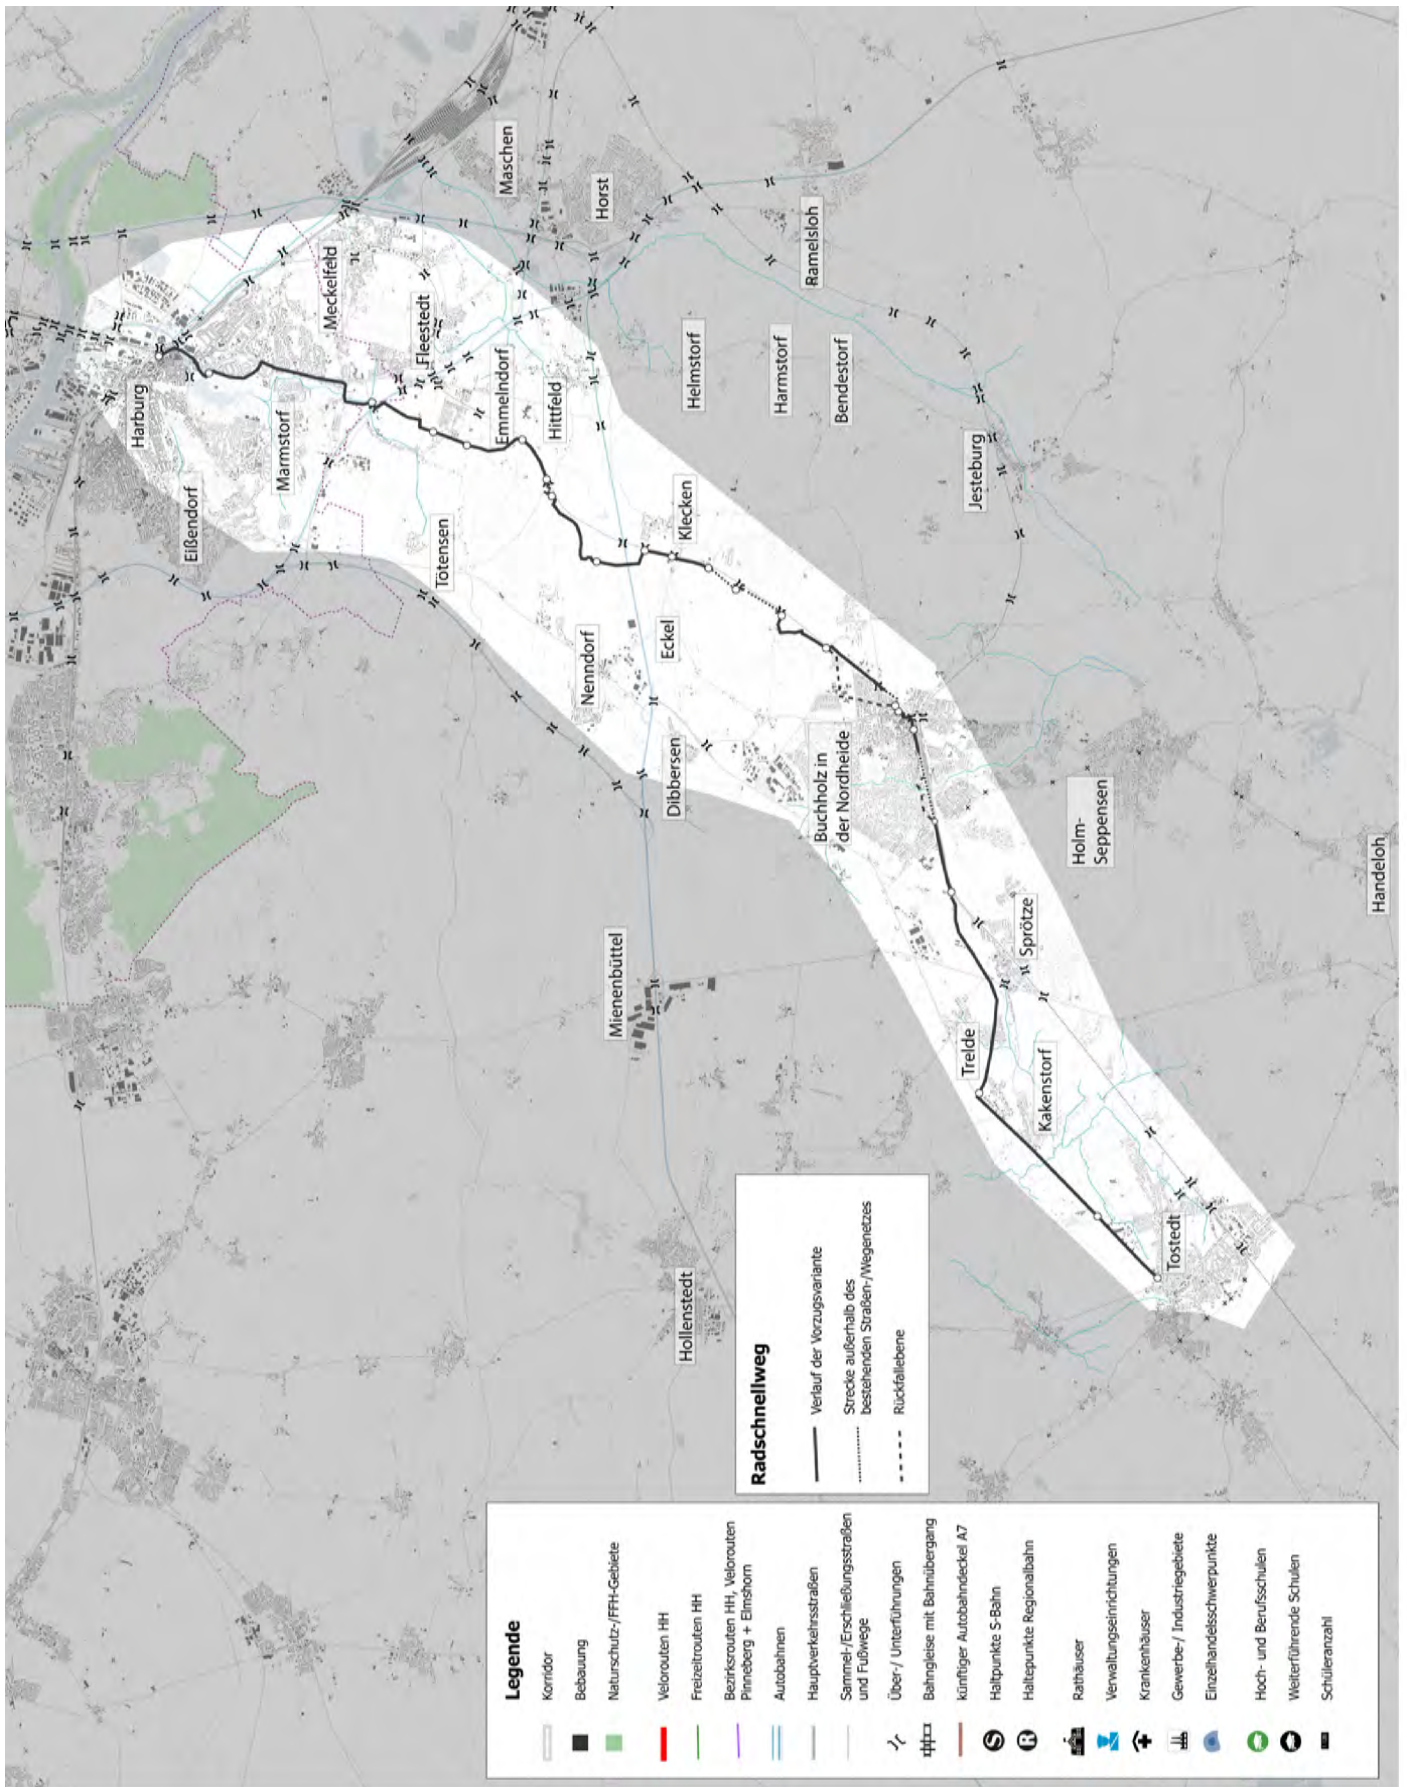 Harburg
Eißendorf
Marmstorf
Meckelfeld
Maschen
Fleestedt
Tötensen
Emmelndorf
Hittfeld
Horst
Nenndorf
Eckel
Klecken
Helmstorf
Harmstorf
Bendestorf
Ramelsloh
Dibbersen
Buchholz in
der Nordheide
Jesteburg
Mienenbüttel
Holm-
Seppensen
Sprötze
Trelde
Kakenstorf
Handeloh
Hollenstedt
Tostedt
Radschnellweg
Verlauf der Vorzugsvariante
Strecke außerhalb des
bestehenden Straßen-/Wegenetzes
Rückfallebene
Legende
Korridor
Bebauung
Naturschutz-/FFH-Gebiete
Velorouten HH
Freizeitrouten HH
Bezirksrouten HH, Velorouten
Pinneberg + Elmshorn
Autobahnen
Hauptverkehrsstraßen
Sammel-/Erschließungsstraßen
und Fußwege
Über-/ Unterführungen
Bahngleise mit Bahnübergang
künftiger Autobahndeckel A7
S Haltpunkte S-Bahn
R Haltepunkte Regionalbahn
Rathäuser
Verwaltungseinrichtungen
Krankenhäuser
Gewerbe-/ Industriegebiete
Einzelhandelsschwerpunkte
Hoch- und Berufsschulen
Weiterführende Schulen
Schüleranzahl